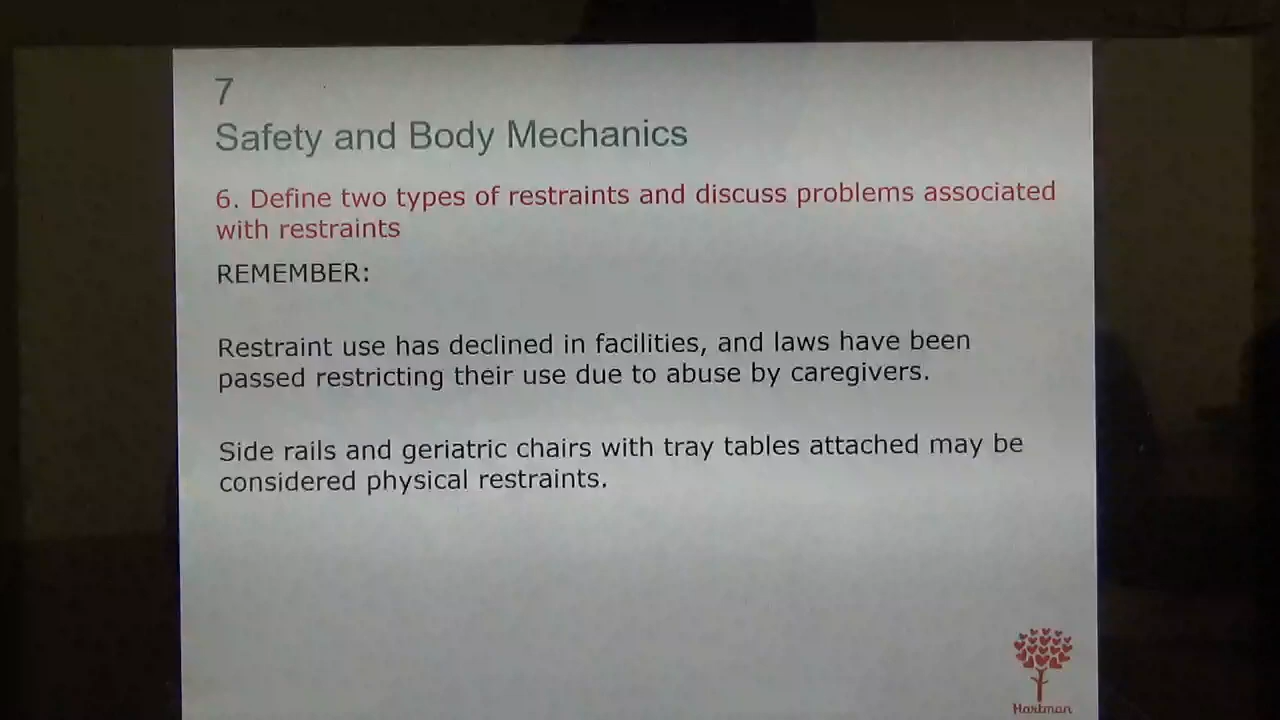 7
Safety and Body Mechanics
6. Define two types of restraints and discuss problems associated
with restraints
REMEMBER:
Restraint use has declined in facilities, and laws have been
passed restricting their use due to abuse by caregivers.
Side rails and geriatric chairs with tray tables attached may be
considered physical restraints.
Hartman